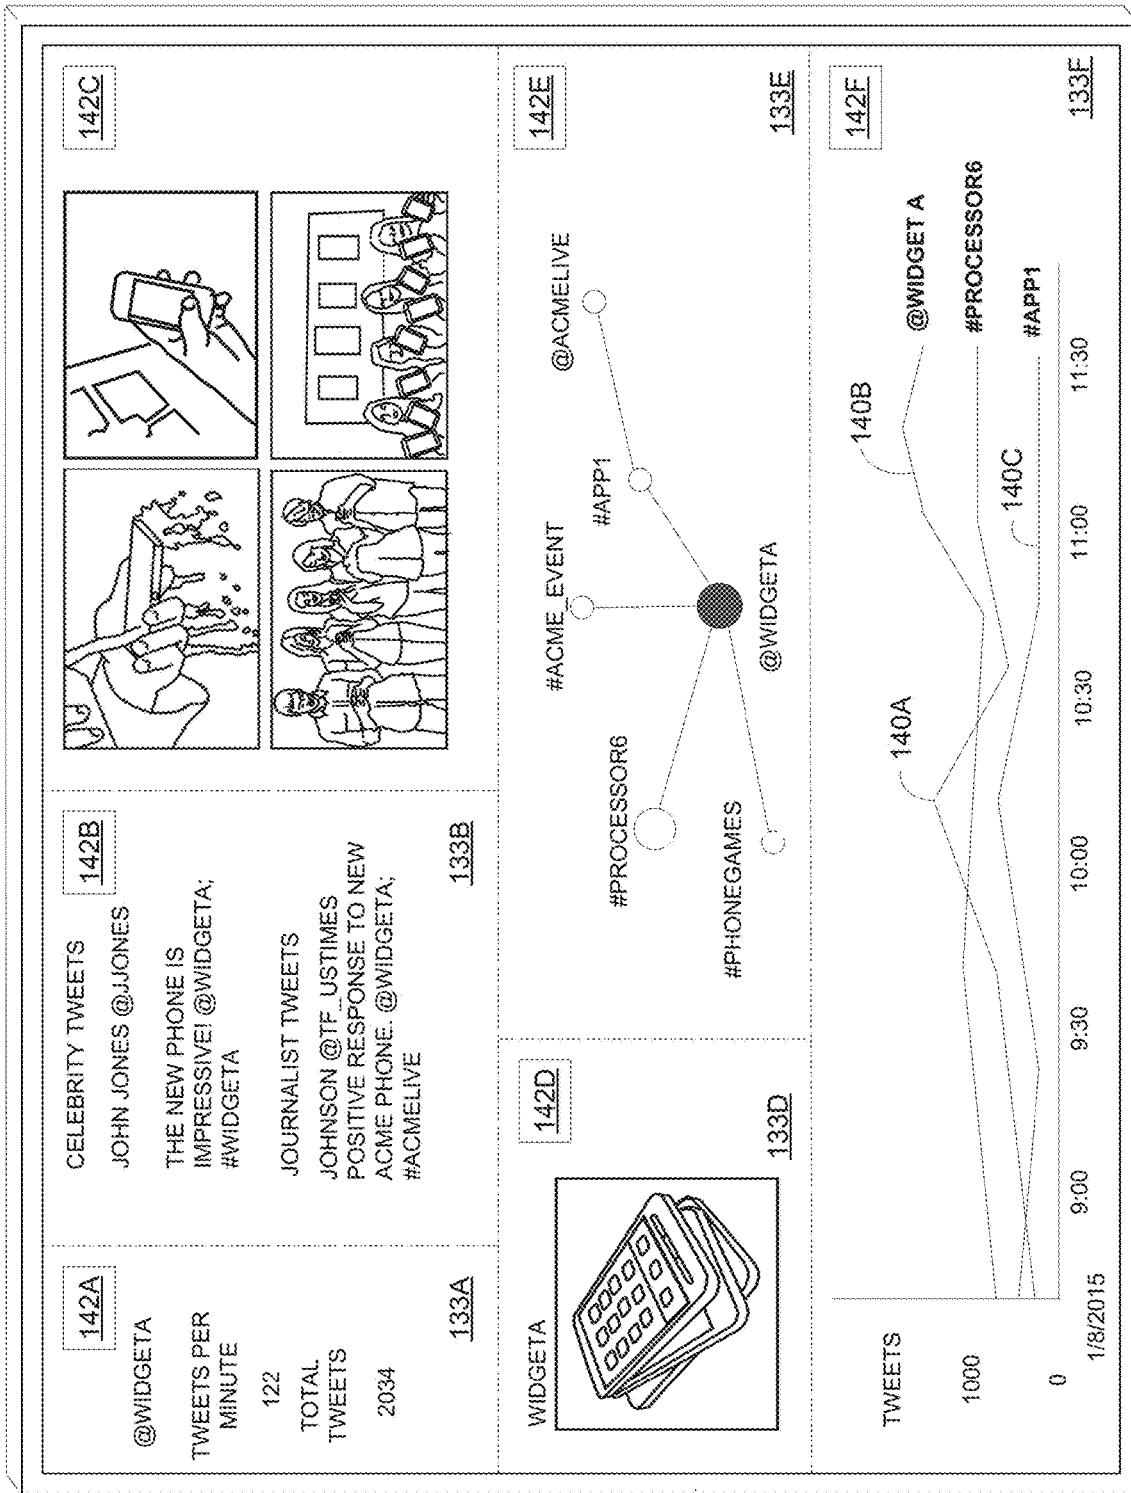 142A
@WIDGETA
TWEETS PER
MINUTE
122
TOTAL
TWEETS
2034
133A
CELEBRITY TWEETS
142B
JOHN JONES @JJONES
THE NEW PHONE IS
IMPRESSIVE! @WIDGETA;
#WIDGETA
JOURNALIST TWEETS
JOHNSON @TF_USTIMES
POSITIVE RESPONSE TO NEW
ACME PHONE. @WIDGETA;
#ACMELIVE
133B
142C
WIDGETA
142D
133D
142E
#ACME_EVENT
@ACMELIVE
#APP1
#PROCESSOR6
@WIDGETA
#PHONEGAMES
133E
142F
TWEETS
1000
0
140A
140B
140C
@WIDGET A
#PROCESSOR6
#APP1
1/8/2015
9:00
9:30
10:00
10:30
11:00
11:30
133F